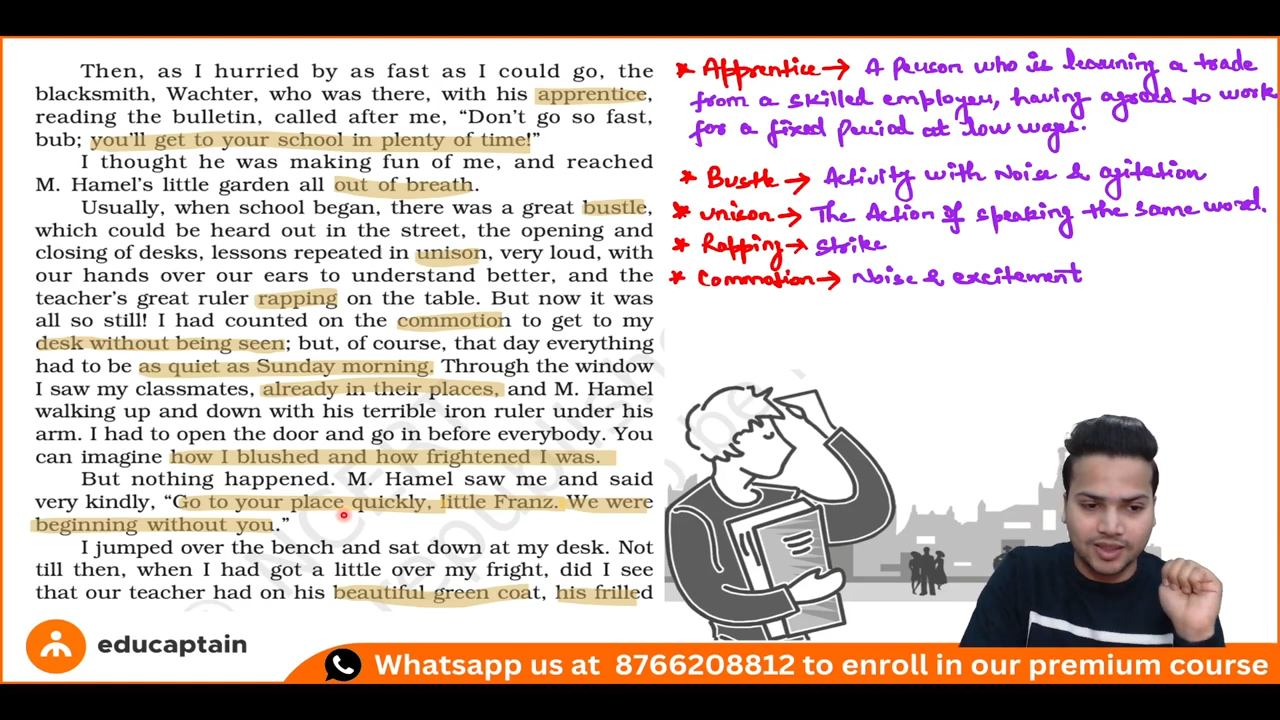 Then, as I hurried by as fast as I could go, the
blacksmith, Wachter, who was there, with his apprentice,
reading the bulletin, called after me, “Don’t go so fast,
bub; you’ll get to your school in plenty of time!”
I thought he was making fun of me, and reached
M. Hamel’s little garden all out of breath.
Usually, when school began, there was a great bustle,
which could be heard out in the street, the opening and
closing of desks, lessons repeated in unison, very loud, with
our hands over our ears to understand better, and the
teacher’s great ruler rapping on the table. But now it was
all so still! I had counted on the commotion to get to my
desk without being seen; but, of course, that day everything
had to be as quiet as Sunday morning. Through the window
I saw my classmates, already in their places, and M. Hamel
walking up and down with his terrible iron ruler under his
arm. I had to open the door and go in before everybody. You
can imagine how I blushed and how frightened I was.
But nothing happened. M. Hamel saw me and said
very kindly, “Go to your place quickly, little Franz. We were
beginning without you.”
I jumped over the bench and sat down at my desk. Not
till then, when I had got a little over my fright, did I see
that our teacher had on his beautiful green coat, his frilled
* Apprentice → A person who is learning a trade
from a skilled employer, having agreed to work
for a fixed period at low wages.
* Bustle → Activity with Noise & agitation
* unison → The Action of speaking the same word.
* Rapping → strike
* Commotion → Noise & excitement
© NCERT
republished
educaptain
Whatsapp us at 8766208812 to enroll in our premium course